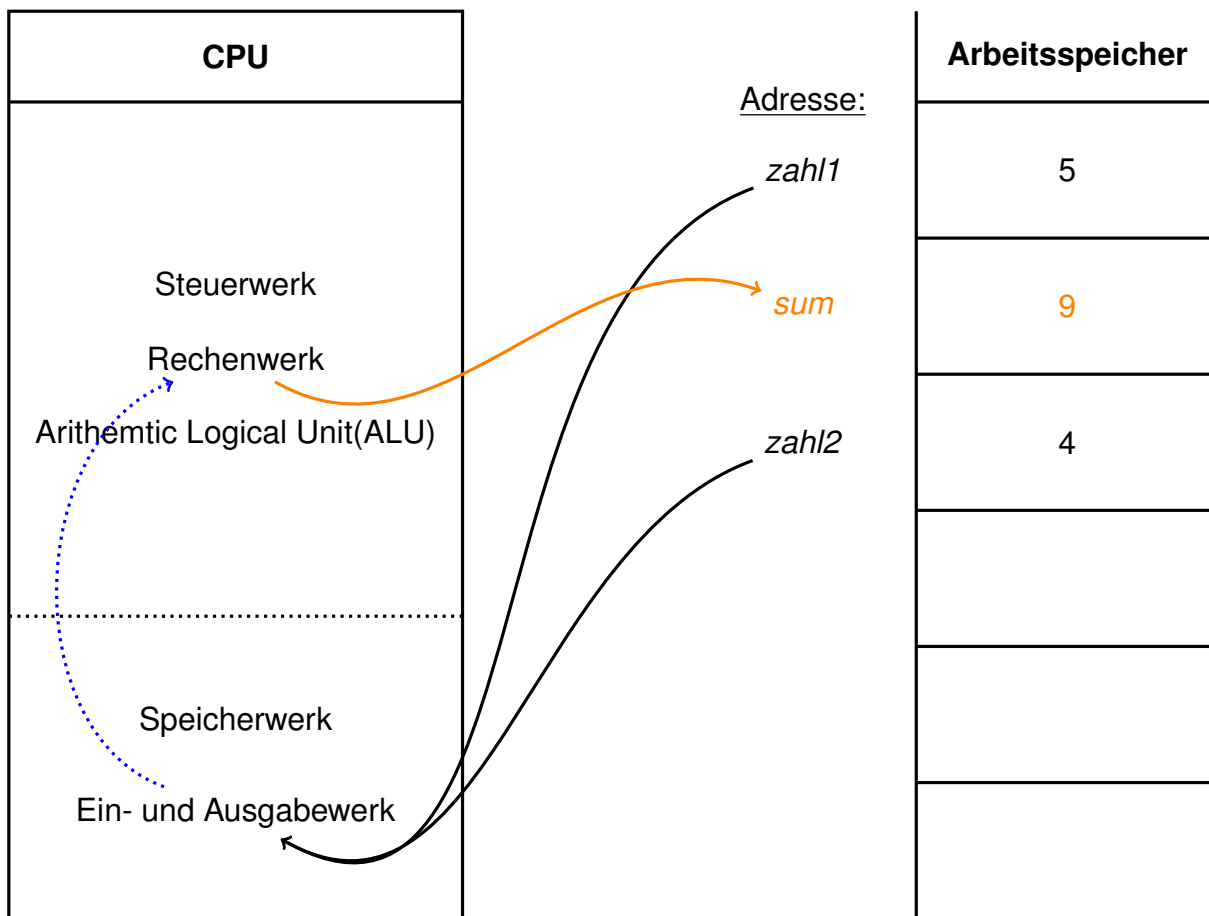 CPU
Steuerwerk
Rechenwerk
Arithemtic Logical Unit(ALU)
Speicherwerk
Ein- und Ausgabewerk
Adresse:
zahl1
sum
zahl2
Arbeitsspeicher
5
9
4